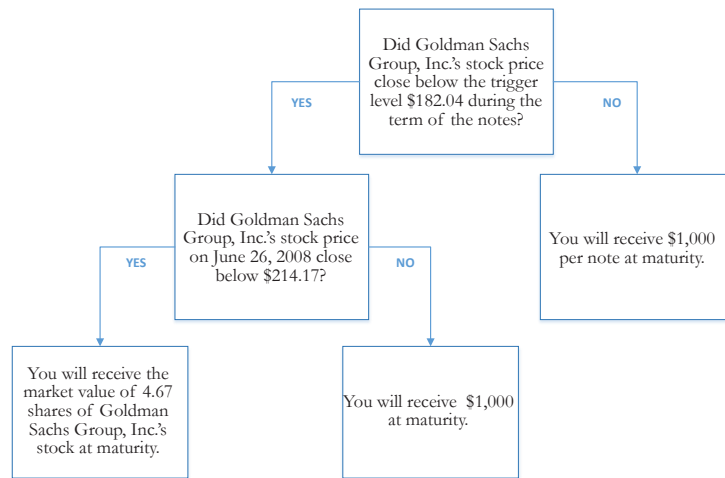 Did Goldman Sachs
Group, Inc.'s stock price
close below the trigger
level $182.04 during the
term of the notes?
YES
NO
Did Goldman Sachs
Group, Inc.'s stock price
on June 26, 2008 close
below $214.17?
You will receive $1,000
per note at maturity.
YES
NO
You will receive the
market value of 4.67
shares of Goldman
Sachs Group, Inc.'s
stock at maturity.
You will receive $1,000
at maturity.